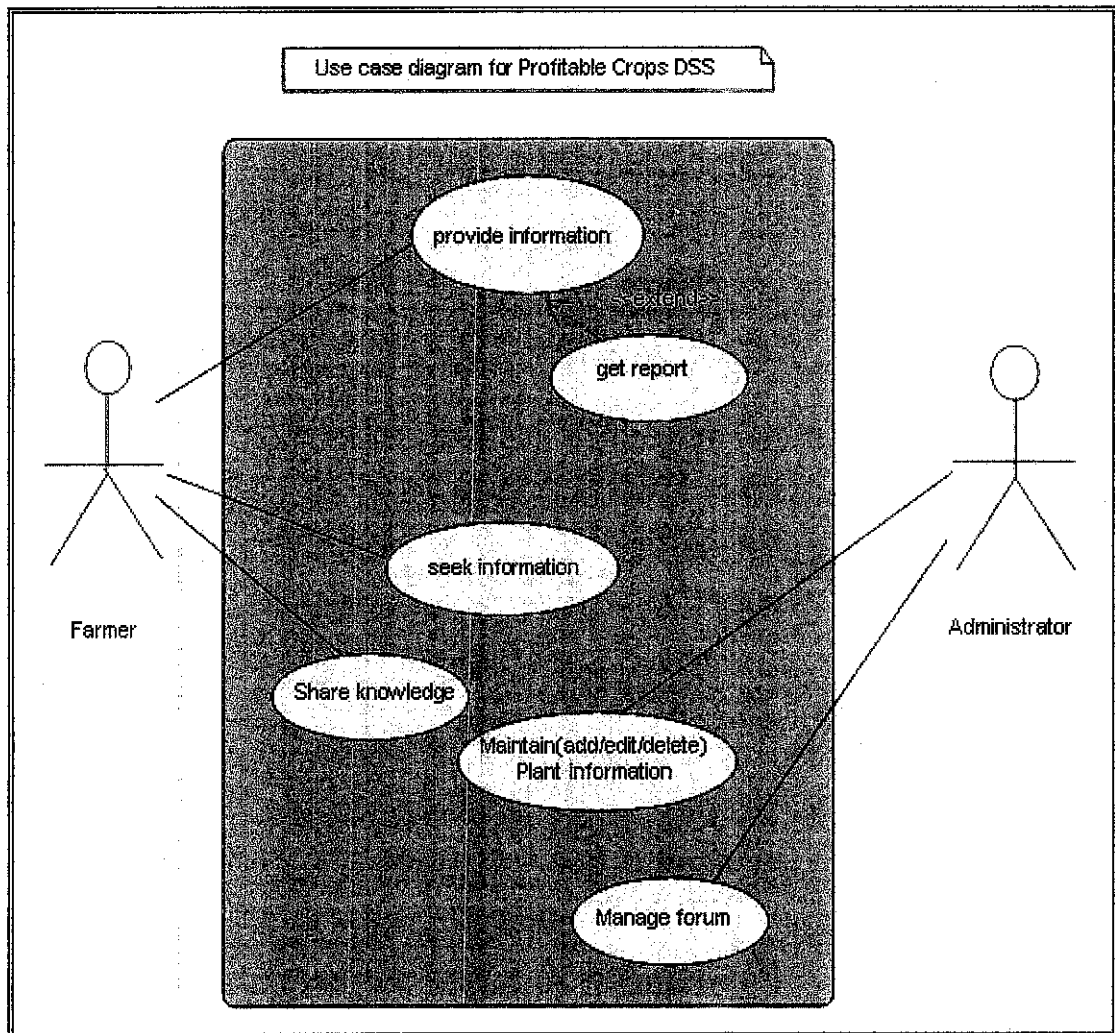 Use case diagram for Profitable Crops DSS
provide information
<<extend>>
get report
seek information
Farmer
Administrator
Share knowledge
Maintain(add/edit/delete)
Plant Information
Manage forum